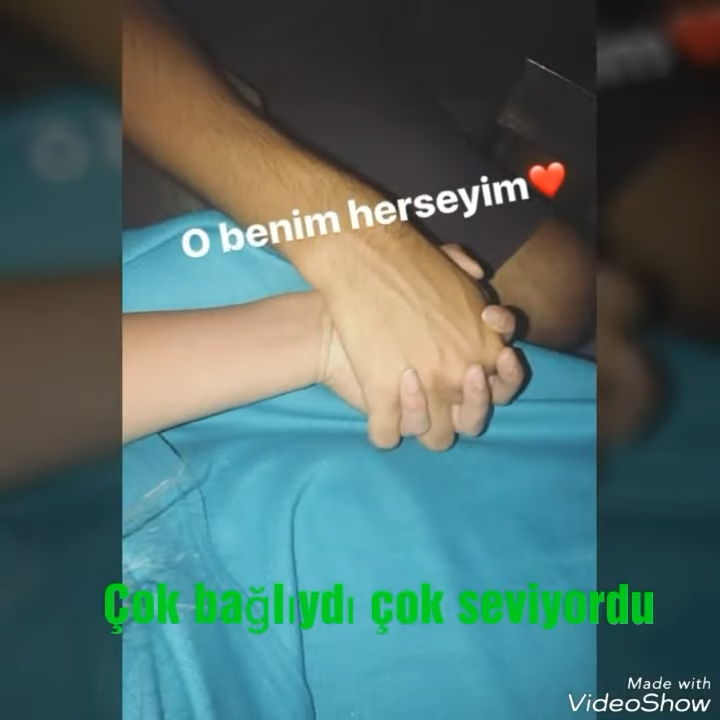 O benim herseyim❤️
Çok bağlıydı çok seviyordu
Made with
VideoShow